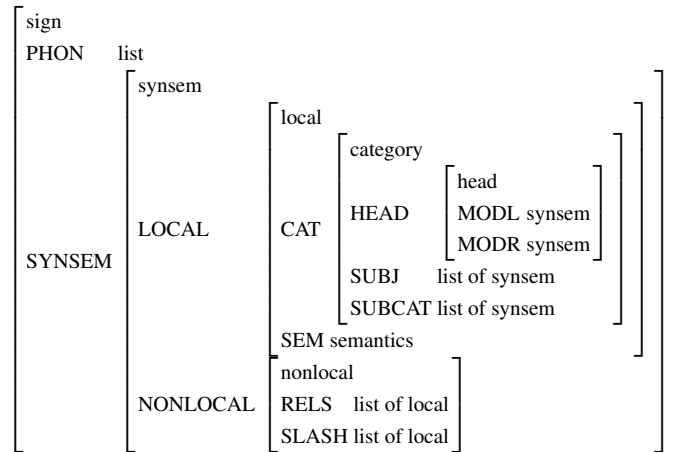 sign
PHON list
synsem
local
category
head
HEAD MODL synsem
LOCAL CAT MODR synsem
SYNSEM SUBJ list of synsem
SUBCAT list of synsem
SEM semantics
nonlocal
NONLOCAL RELS list of local
SLASH list of local